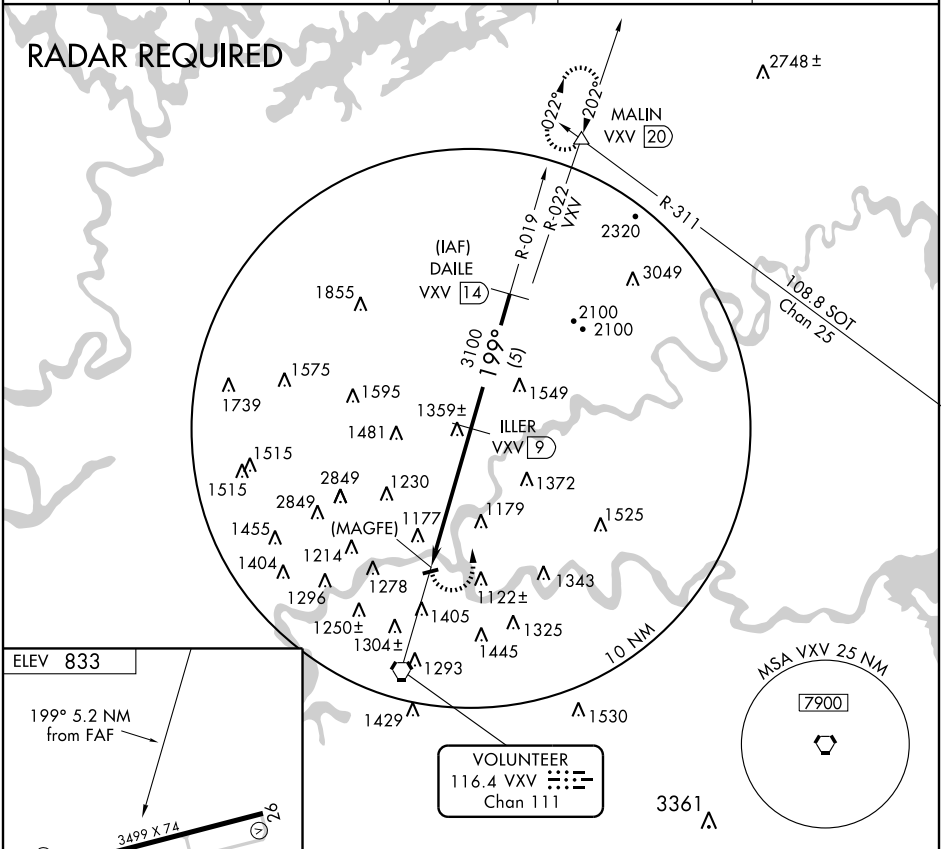 RADAR REQUIRED
2748 ±
022°
202°
MALIN
VXV 20
R-019
R-022
VXV
R-311
2320
(IAF)
DAILE
VXV 14
3049
108.8 SOT
Chan 25
1855
2100
2100
3100
199°
(5)
1575
1739
1595
1549
1359±
1481
ILLER
VXV 9
1515
1515
2849
1230
1372
2849
1177
1179
1525
1455
(MAGFE)
1214
1404
1278
1343
1296
1122±
1250±
1405
1325
1304±
1445
10 NM
1293
ELEV 833
MSA VXV 25 NM
7900
199° 5.2 NM
from FAF
1429
1530
VOLUNTEER
116.4 VXV
Chan 111
3361
3499 X 74
26
V